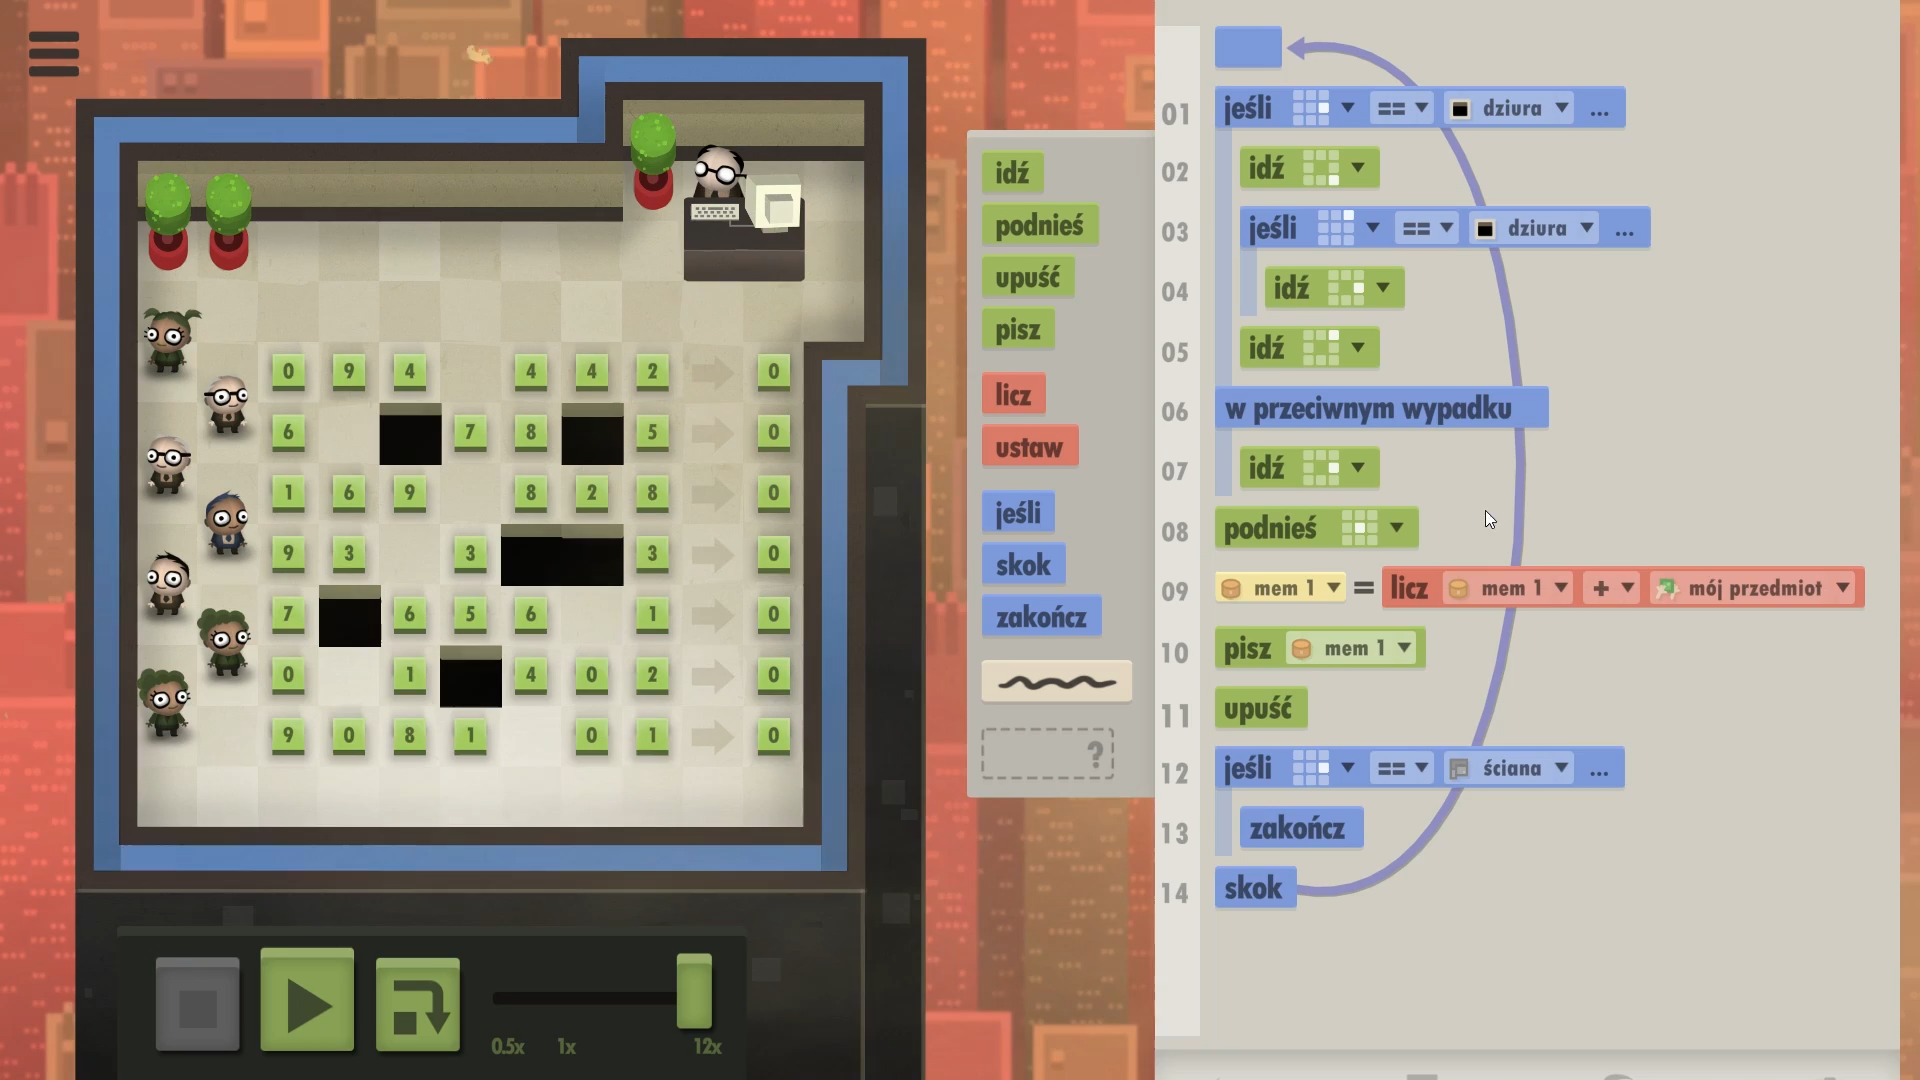 01 jeśli == dziura ...
02 idź
03 jeśli == dziura ...
04 idź
05 idź
06 w przeciwnym wypadku
07 idź
08 podnieś
09 mem 1 = licz mem 1 + mój przedmiot
10 pisz mem 1
11 upuść
12 jeśli == ściana ...
13 zakończ
14 skok
idź
podnieś
upuść
pisz
licz
ustaw
jeśli
skok
zakończ
?
0 9 4 4 4 2 0
6 7 8 5 0
1 6 9 8 2 8 0
9 3 3 3 0
7 6 5 6 1 0
0 1 4 0 2 0
9 0 8 1 0 1 0
0.5x 1x 12x